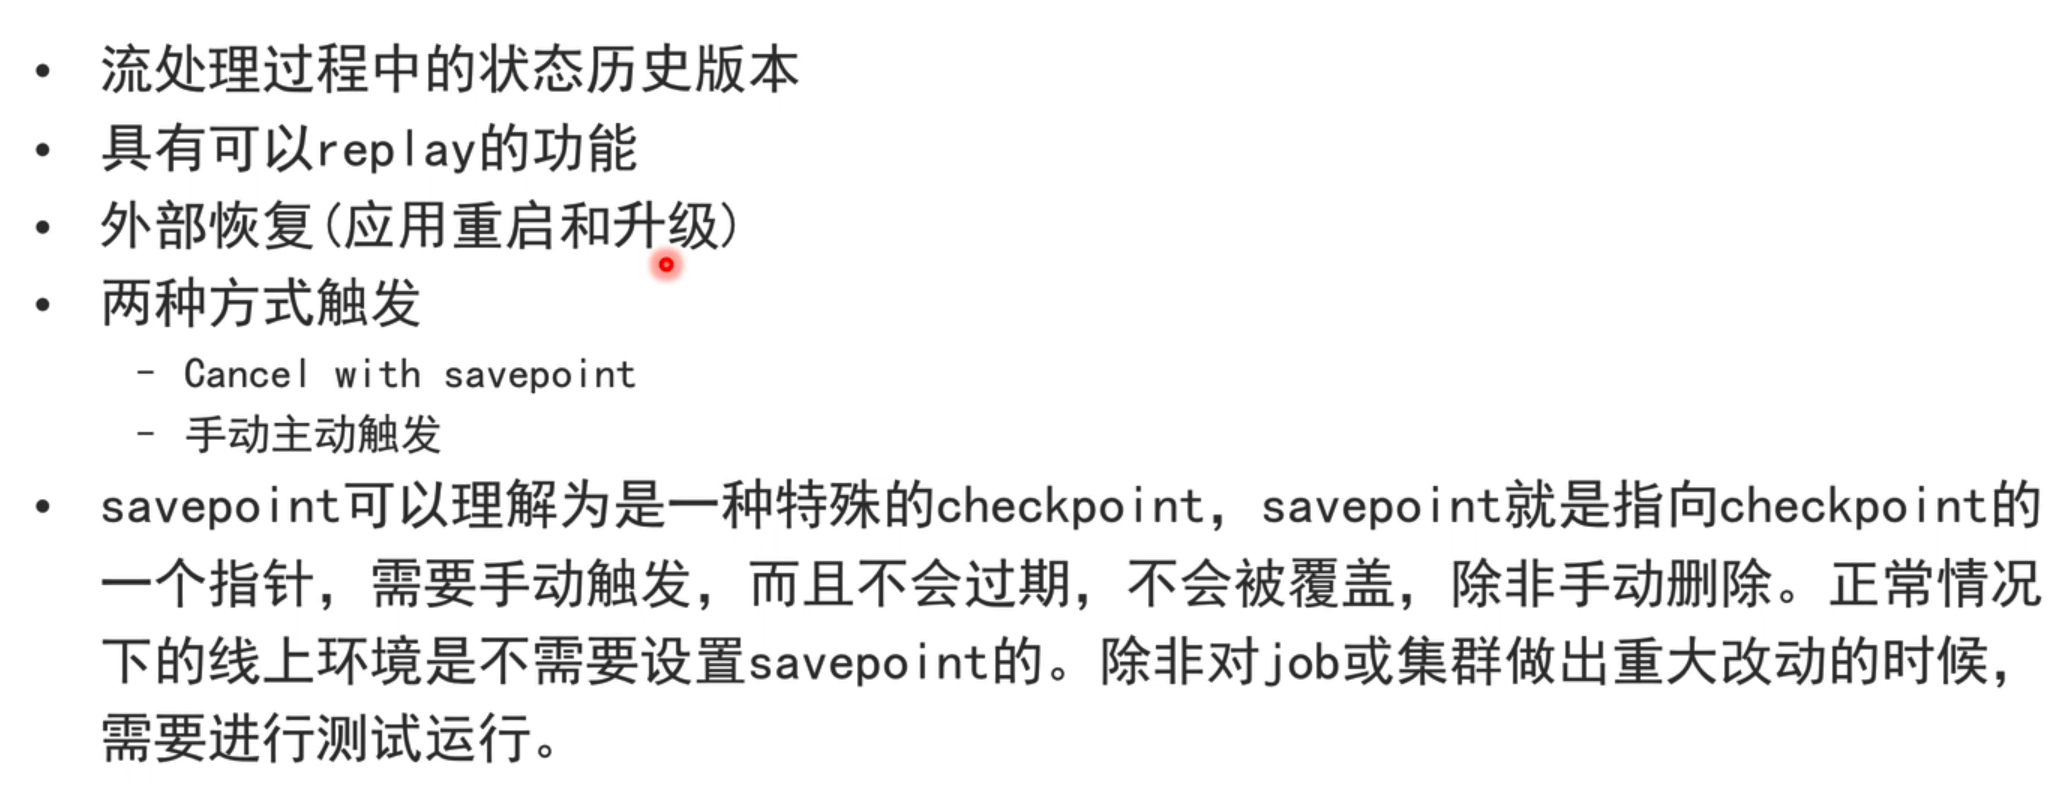 • 流处理过程中的状态历史版本
• 具有可以replay的功能
• 外部恢复(应用重启和升级)
• 两种方式触发
- Cancel with savepoint
- 手动主动触发
• savepoint可以理解为是一种特殊的checkpoint，savepoint就是指向checkpoint的
一个指针，需要手动触发，而且不会过期，不会被覆盖，除非手动删除。正常情况
下的线上环境是不需要设置savepoint的。除非对job或集群做出重大改动的时候，
需要进行测试运行。